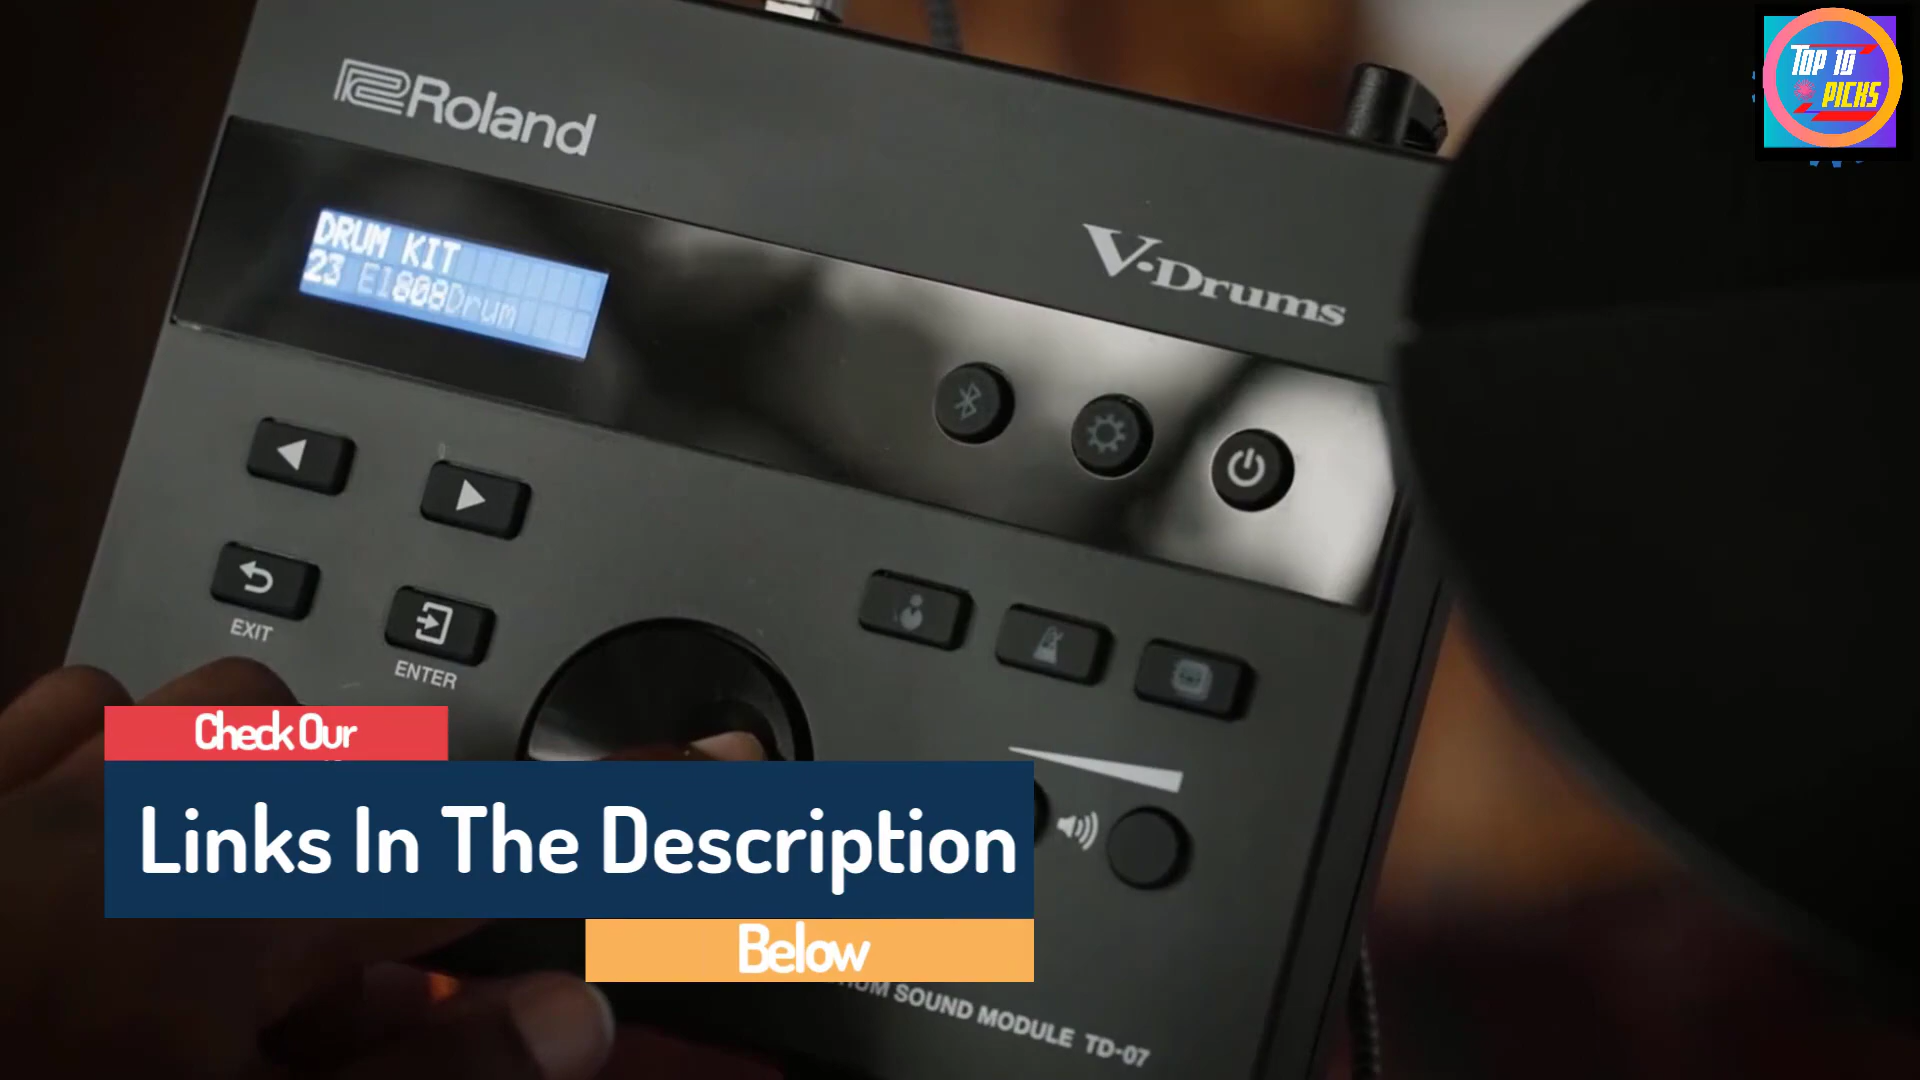 Roland
TOP 10
PICKS
DRUM KIT
23
808
V-Drums
EXIT
ENTER
Check Our
Links In The Description
Below
SOUND MODULE TD-07